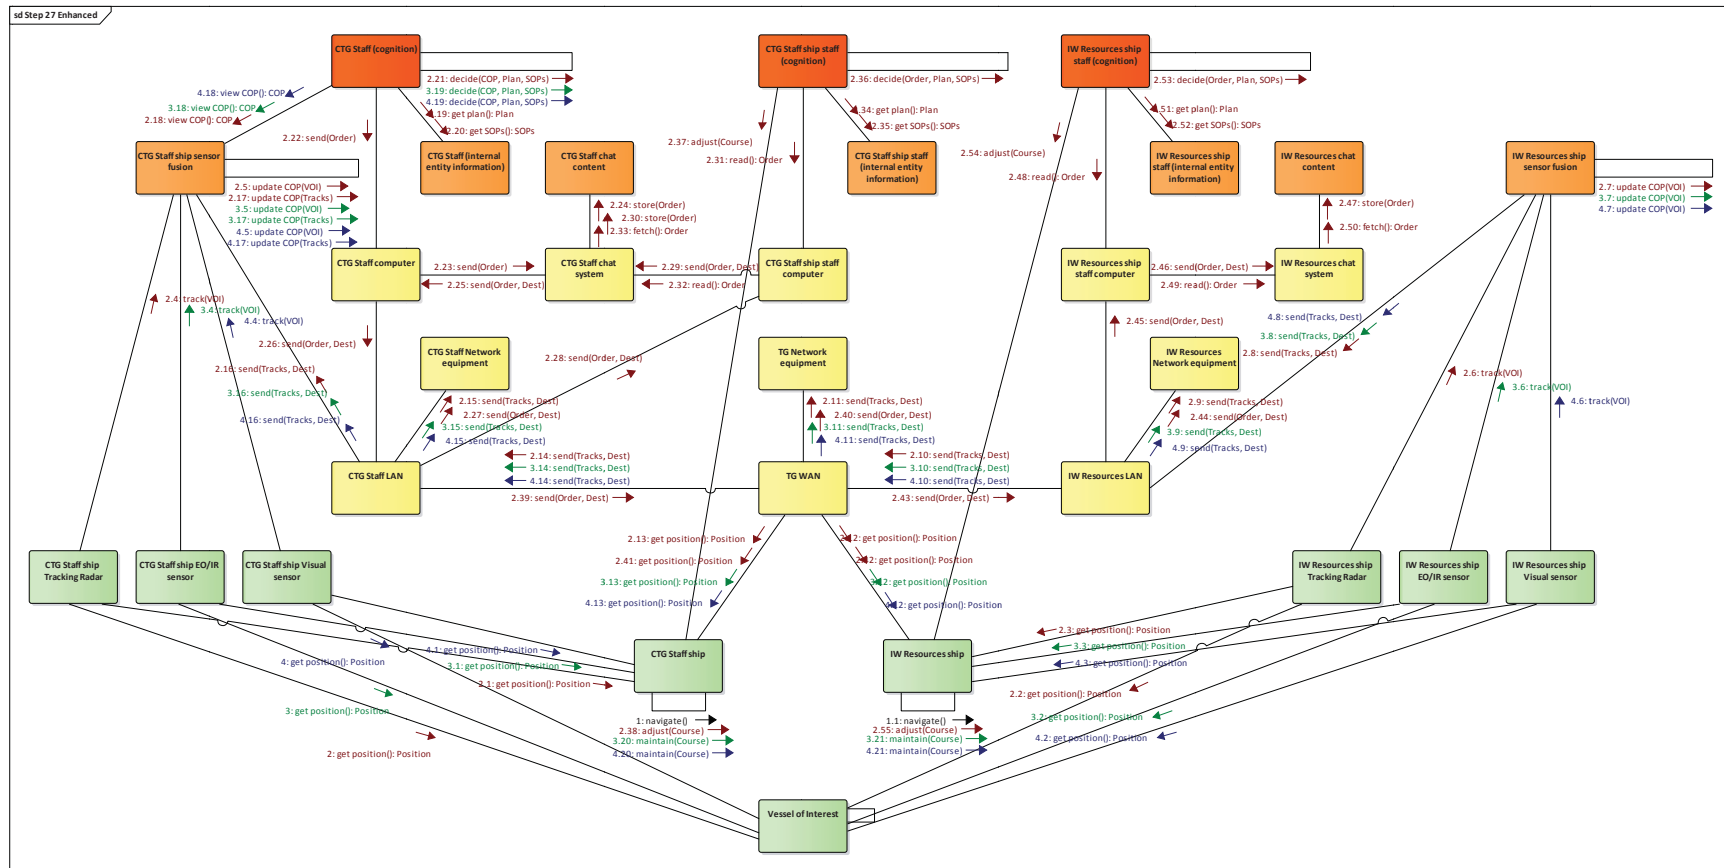 sd Step 27 Enhanced
CTG Staff (cognition)
CTG Staff ship staff
(cognition)
IW Resources ship
staff (cognition)
2.21: decide(COP, Plan, SOPs)
3.19: decide(COP, Plan, SOPs)
4.19: decide(COP, Plan, SOPs)
2.36: decide(Order, Plan, SOPs)
2.53: decide(Order, Plan, SOPs)
4.18: view COP(): COP
3.18: view COP(): COP
2.18: view COP(): COP
2.19: get plan(): Plan
2.20: get SOPs(): SOPs
2.22: send(Order)
.34: get plan(): Plan
2.35: get SOPs(): SOPs
2.37: adjust(Course)
2.31: read(): Order
.51: get plan(): Plan
2.52: get SOPs(): SOPs
2.54: adjust(Course)
2.48: read(): Order
CTG Staff ship sensor
fusion
CTG Staff (internal
entity information)
CTG Staff chat
content
CTG Staff ship staff
(internal entity
information)
IW Resources ship
staff (internal entity
information)
IW Resources chat
content
IW Resources ship
sensor fusion
2.5: update COP(VOI)
2.17: update COP(Tracks)
3.5: update COP(VOI)
3.17: update COP(Tracks)
4.5: update COP(VOI)
4.17: update COP(Tracks)
2.7: update COP(VOI)
3.7: update COP(VOI)
4.7: update COP(VOI)
2.24: store(Order)
2.30: store(Order)
2.33: fetch(): Order
2.47: store(Order)
2.50: fetch(): Order
CTG Staff computer
CTG Staff chat
system
CTG Staff ship staff
computer
IW Resources ship
staff computer
IW Resources chat
system
2.23: send(Order)
2.25: send(Order, Dest)
2.29: send(Order, Dest)
2.32: read(): Order
2.46: send(Order, Dest)
2.49: read(): Order
2.4: track(VOI)
3.4: track(VOI)
4.4: track(VOI)
2.26: send(Order, Dest)
2.28: send(Order, Dest)
2.45: send(Order, Dest)
4.8: send(Tracks, Dest)
3.8: send(Tracks, Dest)
2.8: send(Tracks, Dest)
CTG Staff Network
equipment
TG Network
equipment
IW Resources
Network equipment
2.16: send(Tracks, Dest)
3.16: send(Tracks, Dest)
4.16: send(Tracks, Dest)
2.15: send(Tracks, Dest)
2.27: send(Order, Dest)
3.15: send(Tracks, Dest)
4.15: send(Tracks, Dest)
2.11: send(Tracks, Dest)
2.40: send(Order, Dest)
3.11: send(Tracks, Dest)
4.11: send(Tracks, Dest)
2.9: send(Tracks, Dest)
2.44: send(Order, Dest)
3.9: send(Tracks, Dest)
4.9: send(Tracks, Dest)
2.6: track(VOI)
3.6: track(VOI)
4.6: track(VOI)
2.14: send(Tracks, Dest)
3.14: send(Tracks, Dest)
4.14: send(Tracks, Dest)
2.10: send(Tracks, Dest)
3.10: send(Tracks, Dest)
4.10: send(Tracks, Dest)
CTG Staff LAN
TG WAN
IW Resources LAN
2.39: send(Order, Dest)
2.43: send(Order, Dest)
2.13: get position(): Position
2.41: get position(): Position
3.13: get position(): Position
4.13: get position(): Position
2.12: get position(): Position
2.42: get position(): Position
3.12: get position(): Position
4.12: get position(): Position
CTG Staff ship
Tracking Radar
CTG Staff ship EO/IR
sensor
CTG Staff ship Visual
sensor
IW Resources ship
Tracking Radar
IW Resources ship
EO/IR sensor
IW Resources ship
Visual sensor
CTG Staff ship
IW Resources ship
4.1: get position(): Position
4: get position(): Position
3.1: get position(): Position
2.1: get position(): Position
3: get position(): Position
2: get position(): Position
2.3: get position(): Position
3.3: get position(): Position
4.3: get position(): Position
2.2: get position(): Position
3.2: get position(): Position
4.2: get position(): Position
1: navigate()
2.38: adjust(Course)
3.20: maintain(Course)
4.20: maintain(Course)
1.1: navigate()
2.55: adjust(Course)
3.21: maintain(Course)
4.21: maintain(Course)
Vessel of Interest